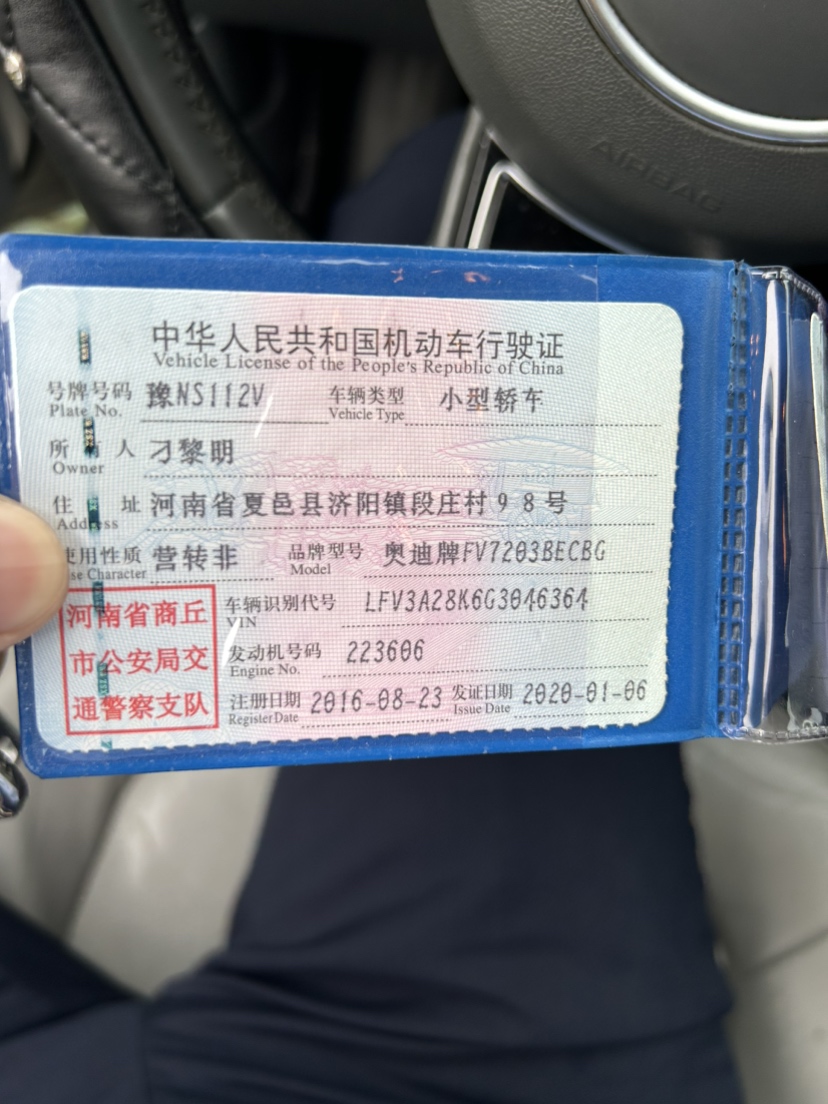 AIRBAG
中华人民共和国机动车行驶证
Vehicle License of the People's Republic of China
号牌号码 豫NS112V 车辆类型 小型轿车
Plate No. Vehicle Type
所有人 刁黎明
Owner
住址 河南省夏邑县济阳镇段庄村98号
Address
使用性质 营转非 品牌型号 奥迪牌FV7203BECBG
se Character Model
河南省商丘
市公安局交
通警察支队
车辆识别代号 LFV3A28K6G3046364
VIN
发动机号码 223606
Engine No.
注册日期 2016-08-23 发证日期 2020-01-06
Register Date Issue Date